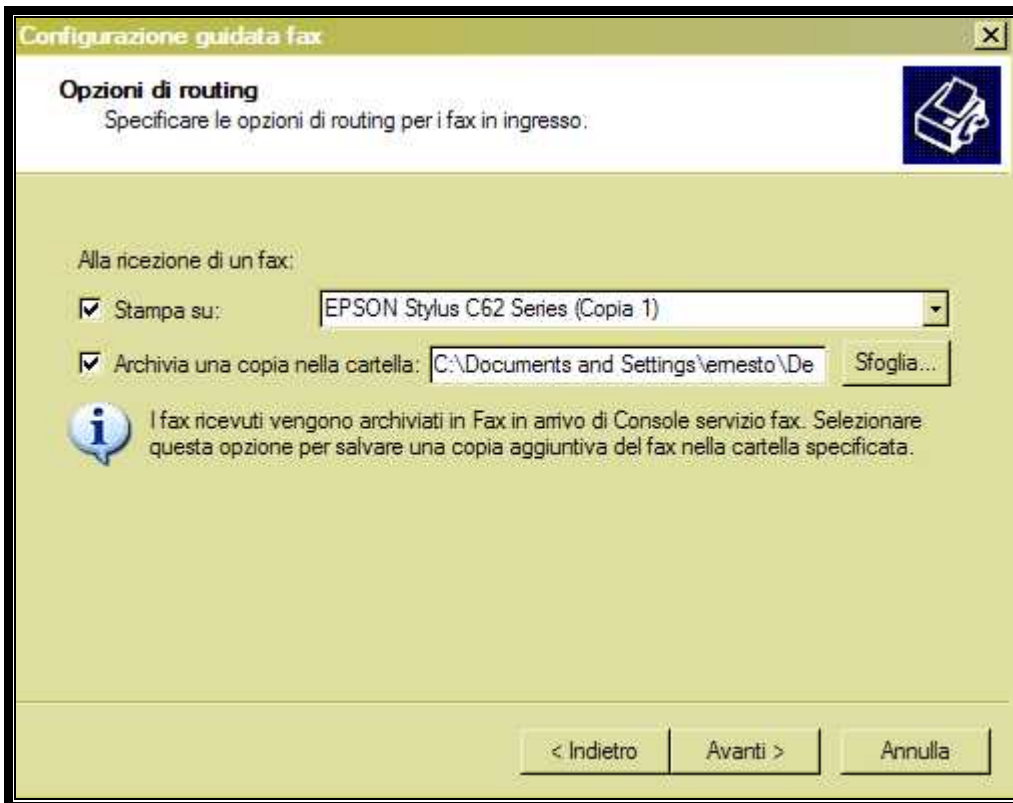 Configurazione guidata fax
Opzioni di routing
Specificare le opzioni di routing per i fax in ingresso.
Alla ricezione di un fax:
Stampa su:
EPSON Stylus C62 Series (Copia 1)
Archivia una copia nella cartella:
C:\Documents and Settings\ernesto\De
Sfoglia...
I fax ricevuti vengono archiviati in Fax in arrivo di Console servizio fax. Selezionare
questa opzione per salvare una copia aggiuntiva del fax nella cartella specificata.
< Indietro
Avanti >
Annulla